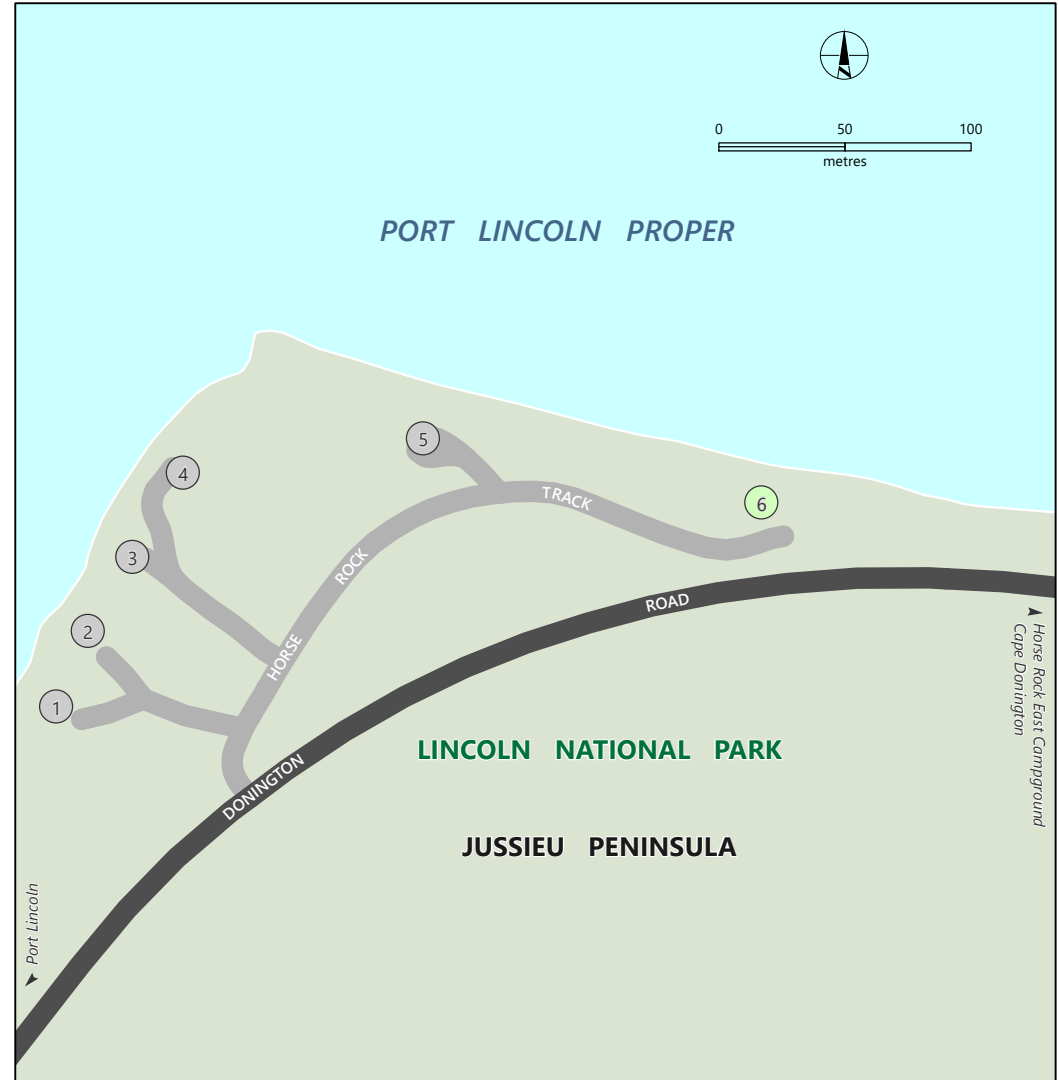 N
0 50 100
metres
PORT LINCOLN PROPER
5
4
TRACK
6
3
ROCK
ROAD
2
HORSE
1
Horse Rock East Campground
Cape Donington
LINCOLN NATIONAL PARK
DONINGTON
JUSSIEU PENINSULA
Port Lincoln